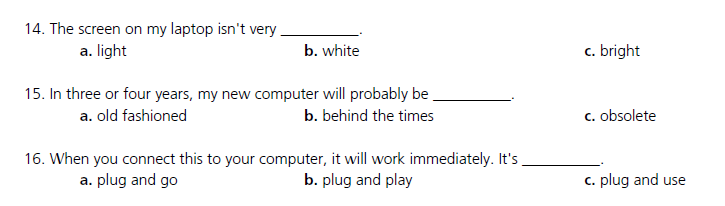 14. The screen on my laptop isn't very __________.
a. light b. white c. bright
15. In three or four years, my new computer will probably be __________.
a. old fashioned b. behind the times c. obsolete
16. When you connect this to your computer, it will work immediately. It's __________.
a. plug and go b. plug and play c. plug and use